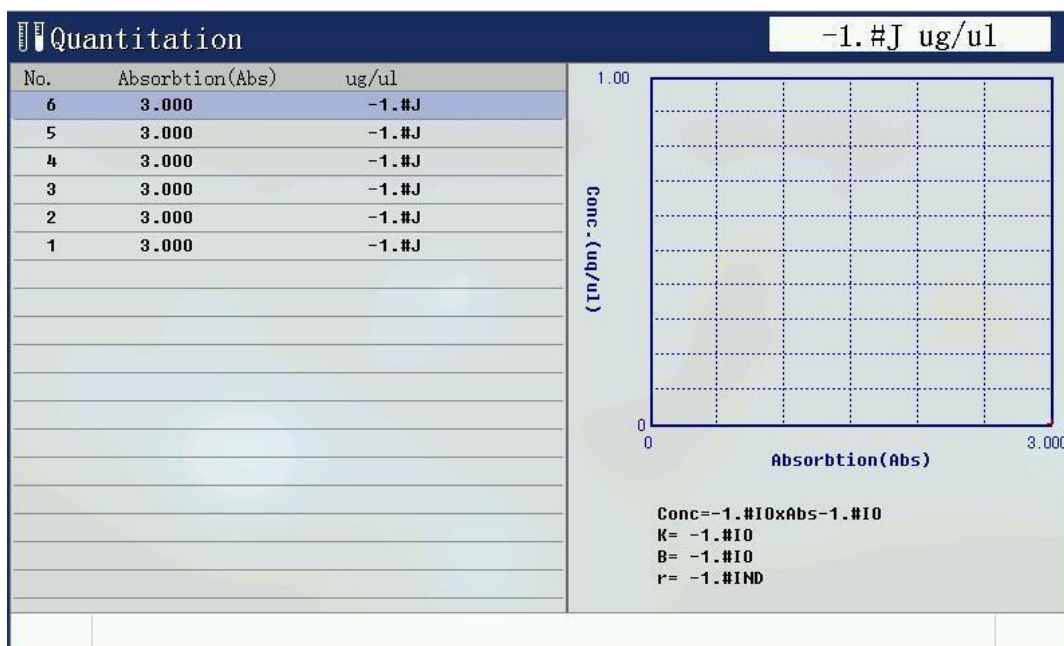 Quantitation
-1.#J ug/ul
No. Absorbtion(Abs) ug/ul
6 3.000 -1.#J
5 3.000 -1.#J
4 3.000 -1.#J
3 3.000 -1.#J
2 3.000 -1.#J
1 3.000 -1.#J
1.00
Conc.(ug/ul)
0
0 3.000
Absorbtion(Abs)
Conc=-1.#IOxAbs-1.#IO
K= -1.#IO
B= -1.#IO
r= -1.#IND